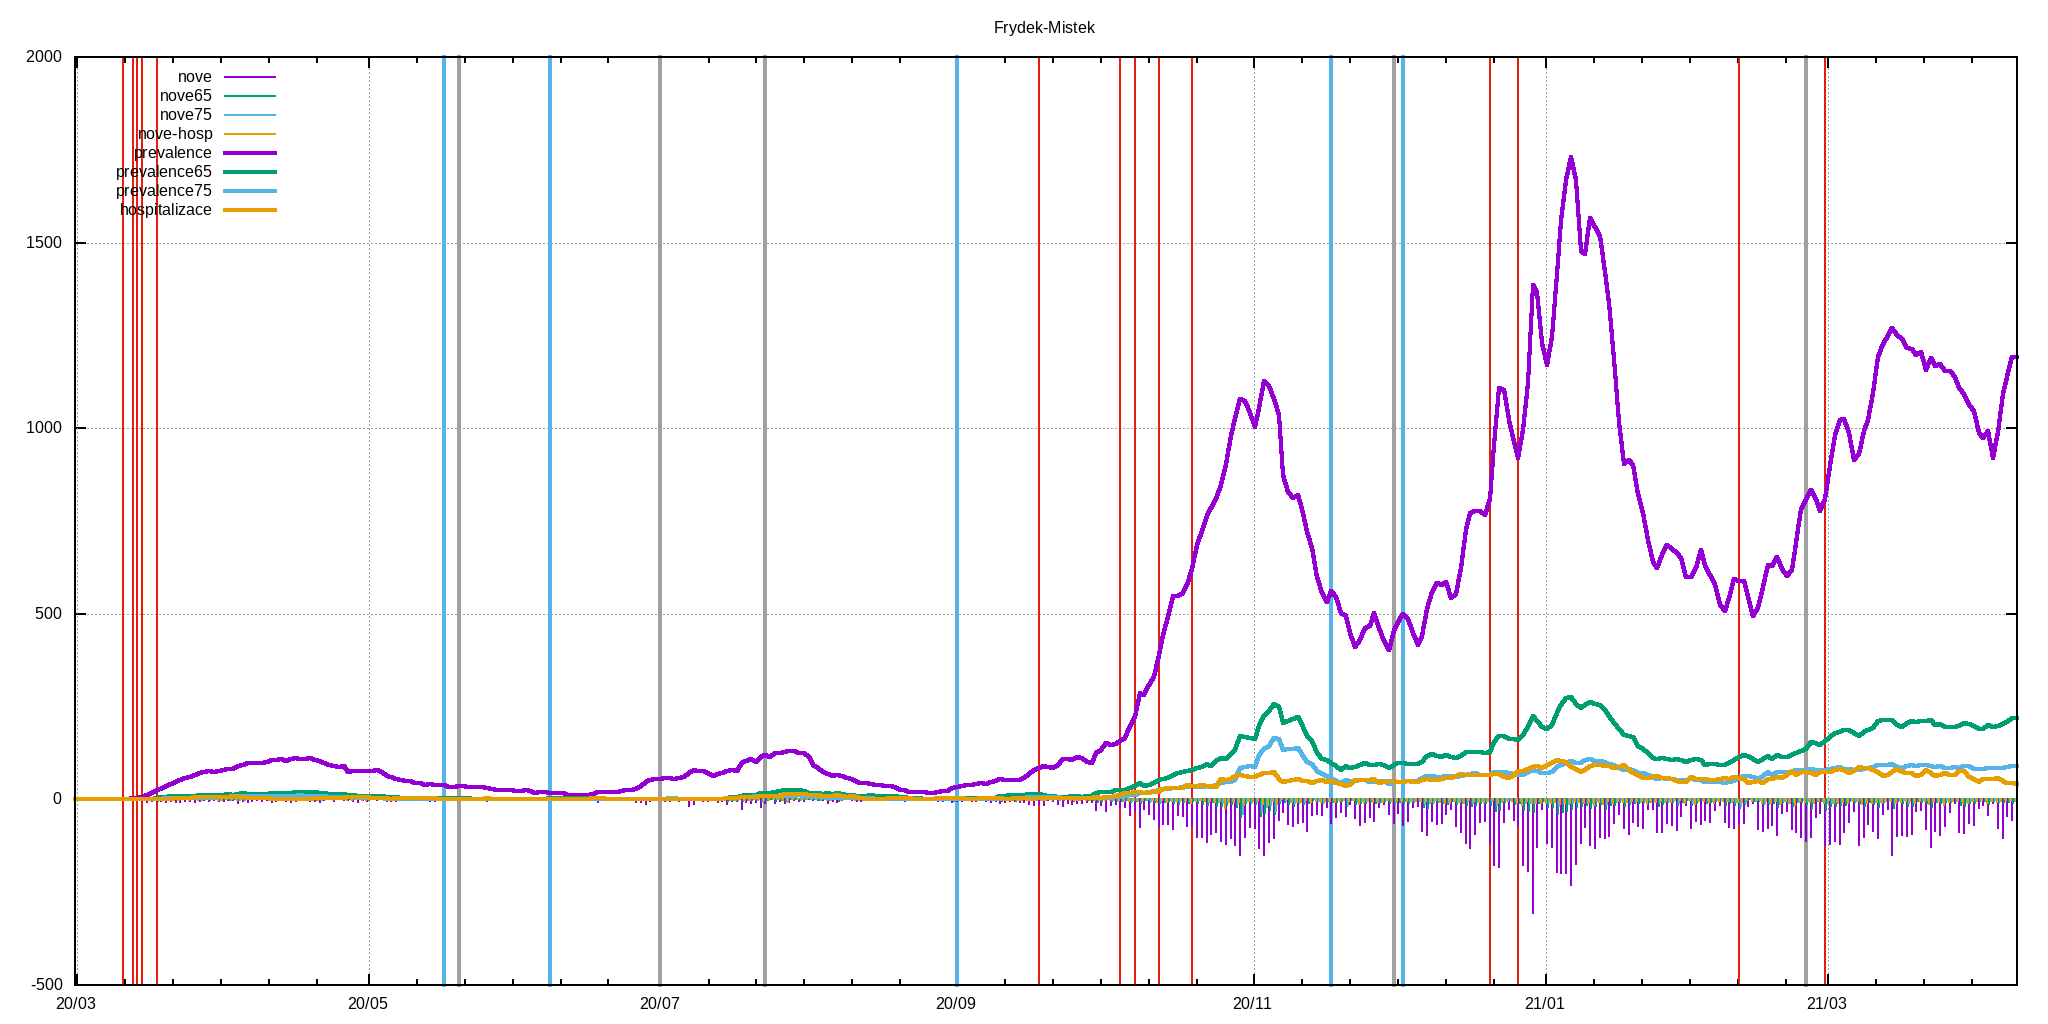 Frydek-Mistek
2000
1500
1000
500
0
-500
nove
nove65
nove75
nove-hosp
prevalence
prevalence65
prevalence75
hospitalizace
20/03 20/05 20/07 20/09 20/11 21/01 21/03